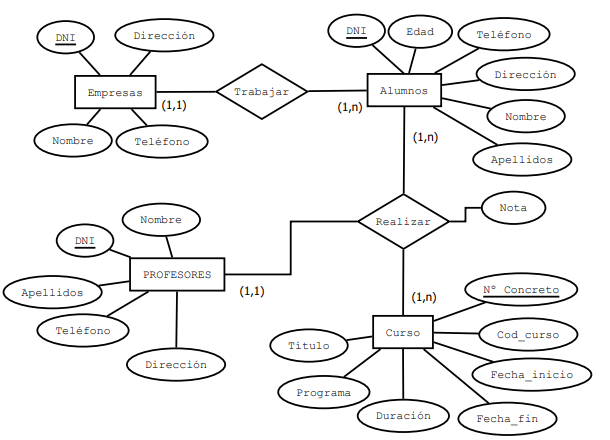 DNI
Dirección
Empresas
(1,1)
Nombre
Teléfono
Trabajar
DNI
Edad
Teléfono
Dirección
Alumnos
(1,n)
Nombre
Apellidos
(1,n)
Realizar
Nota
Nombre
DNI
PROFESORES
(1,1)
Apellidos
Teléfono
Dirección
(1,n)
Nº Concreto
Curso
Cod_curso
Titulo
Fecha_inicio
Programa
Duración
Fecha_fin